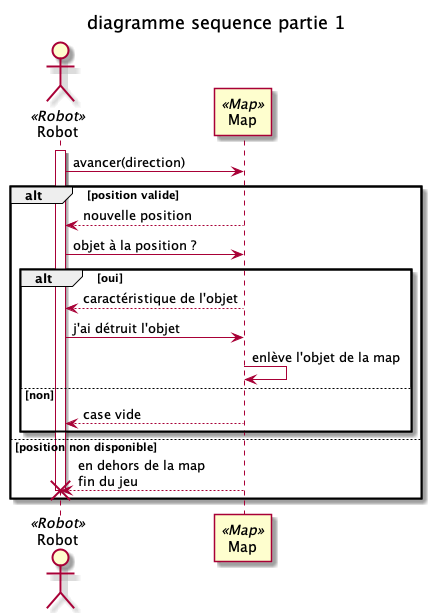 diagramme sequence partie 1
«Robot»
Robot
«Map»
Map
avancer(direction)
alt [position valide]
nouvelle position
objet à la position ?
alt [oui]
caractéristique de l'objet
j'ai détruit l'objet
enlève l'objet de la map
[non]
case vide
[position non disponible]
en dehors de la map
fin du jeu
«Robot»
Robot
«Map»
Map